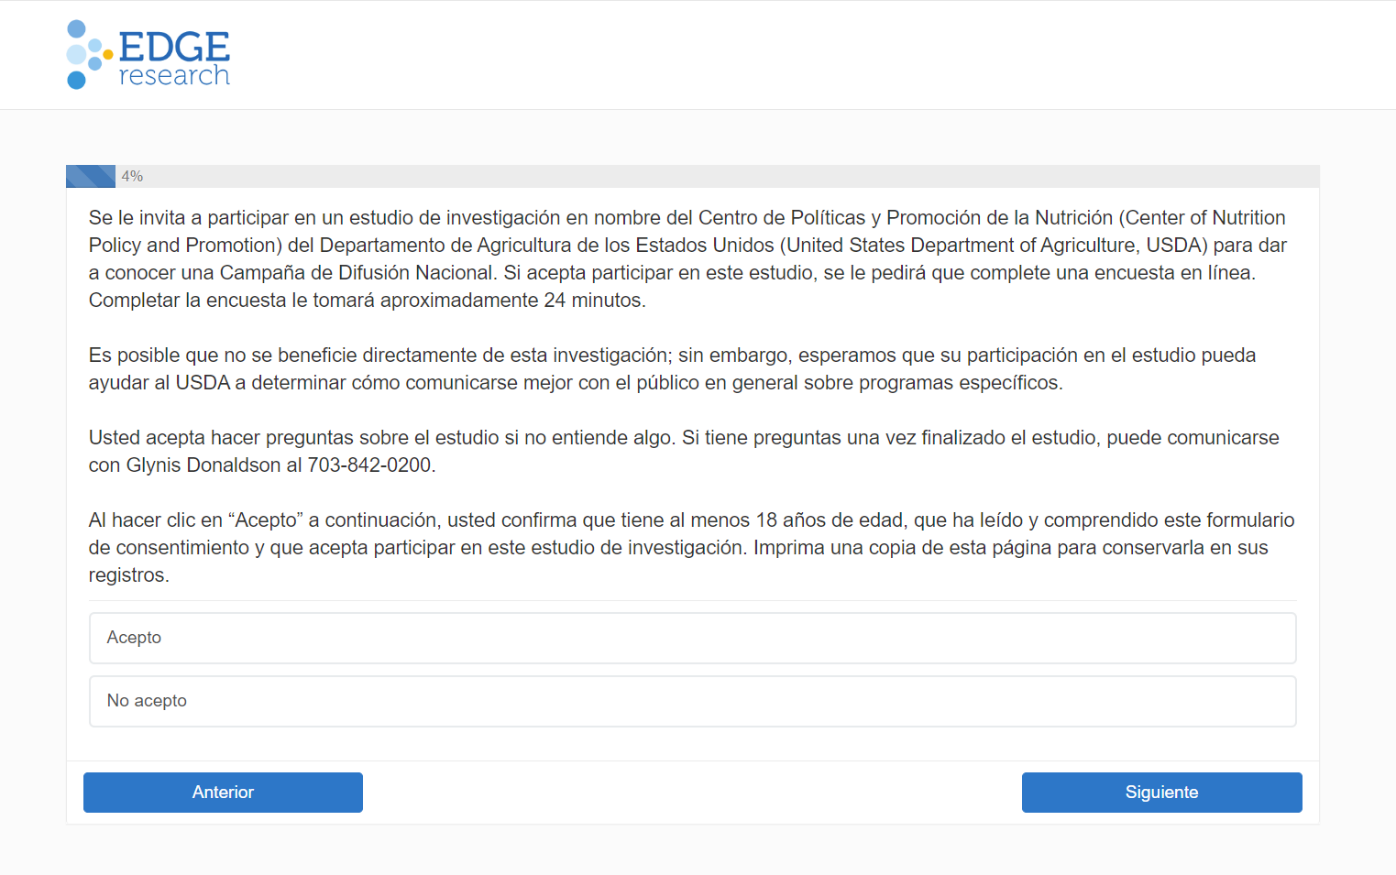 EDGE
research
4%
Se le invita a participar en un estudio de investigación en nombre del Centro de Políticas y Promoción de la Nutrición (Center of Nutrition
Policy and Promotion) del Departamento de Agricultura de los Estados Unidos (United States Department of Agriculture, USDA) para dar
a conocer una Campaña de Difusión Nacional. Si acepta participar en este estudio, se le pedirá que complete una encuesta en línea.
Completar la encuesta le tomará aproximadamente 24 minutos.
Es posible que no se beneficie directamente de esta investigación; sin embargo, esperamos que su participación en el estudio pueda
ayudar al USDA a determinar cómo comunicarse mejor con el público en general sobre programas específicos.
Usted acepta hacer preguntas sobre el estudio si no entiende algo. Si tiene preguntas una vez finalizado el estudio, puede comunicarse
con Glynis Donaldson al 703-842-0200.
Al hacer clic en “Acepto” a continuación, usted confirma que tiene al menos 18 años de edad, que ha leído y comprendido este formulario
de consentimiento y que acepta participar en este estudio de investigación. Imprima una copia de esta página para conservarla en sus
registros.
Acepto
No acepto
Anterior
Siguiente